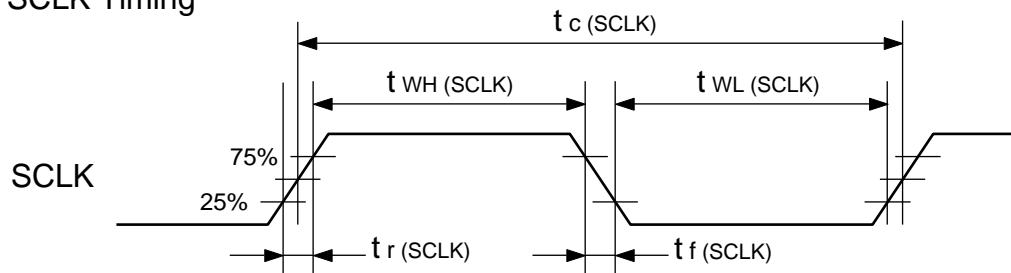 SCLK Timing
t c (SCLK)
t WH (SCLK)
t WL (SCLK)
75%
SCLK
25%
t r (SCLK)
t f (SCLK)